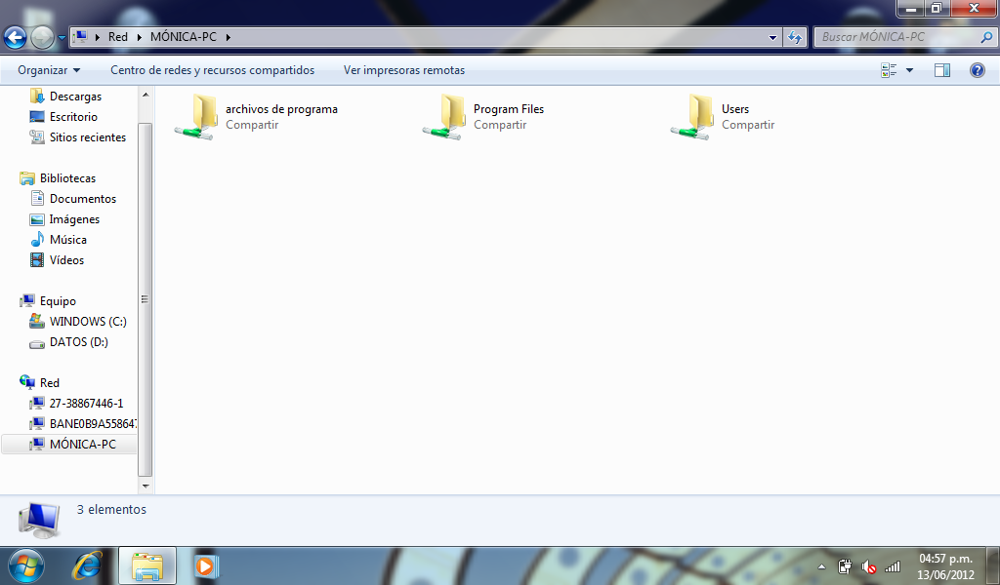 Red MÓNICA-PC
Buscar MÓNICA-PC
Organizar Centro de redes y recursos compartidos Ver impresoras remotas
Descargas
Escritorio
Sitios recientes
Bibliotecas
Documentos
Imágenes
Música
Vídeos
Equipo
WINDOWS (C:)
DATOS (D:)
Red
27-38867446-1
BANE0B9A55864
MÓNICA-PC
archivos de programa
Compartir
Program Files
Compartir
Users
Compartir
3 elementos
04:57 p.m.
13/06/2012